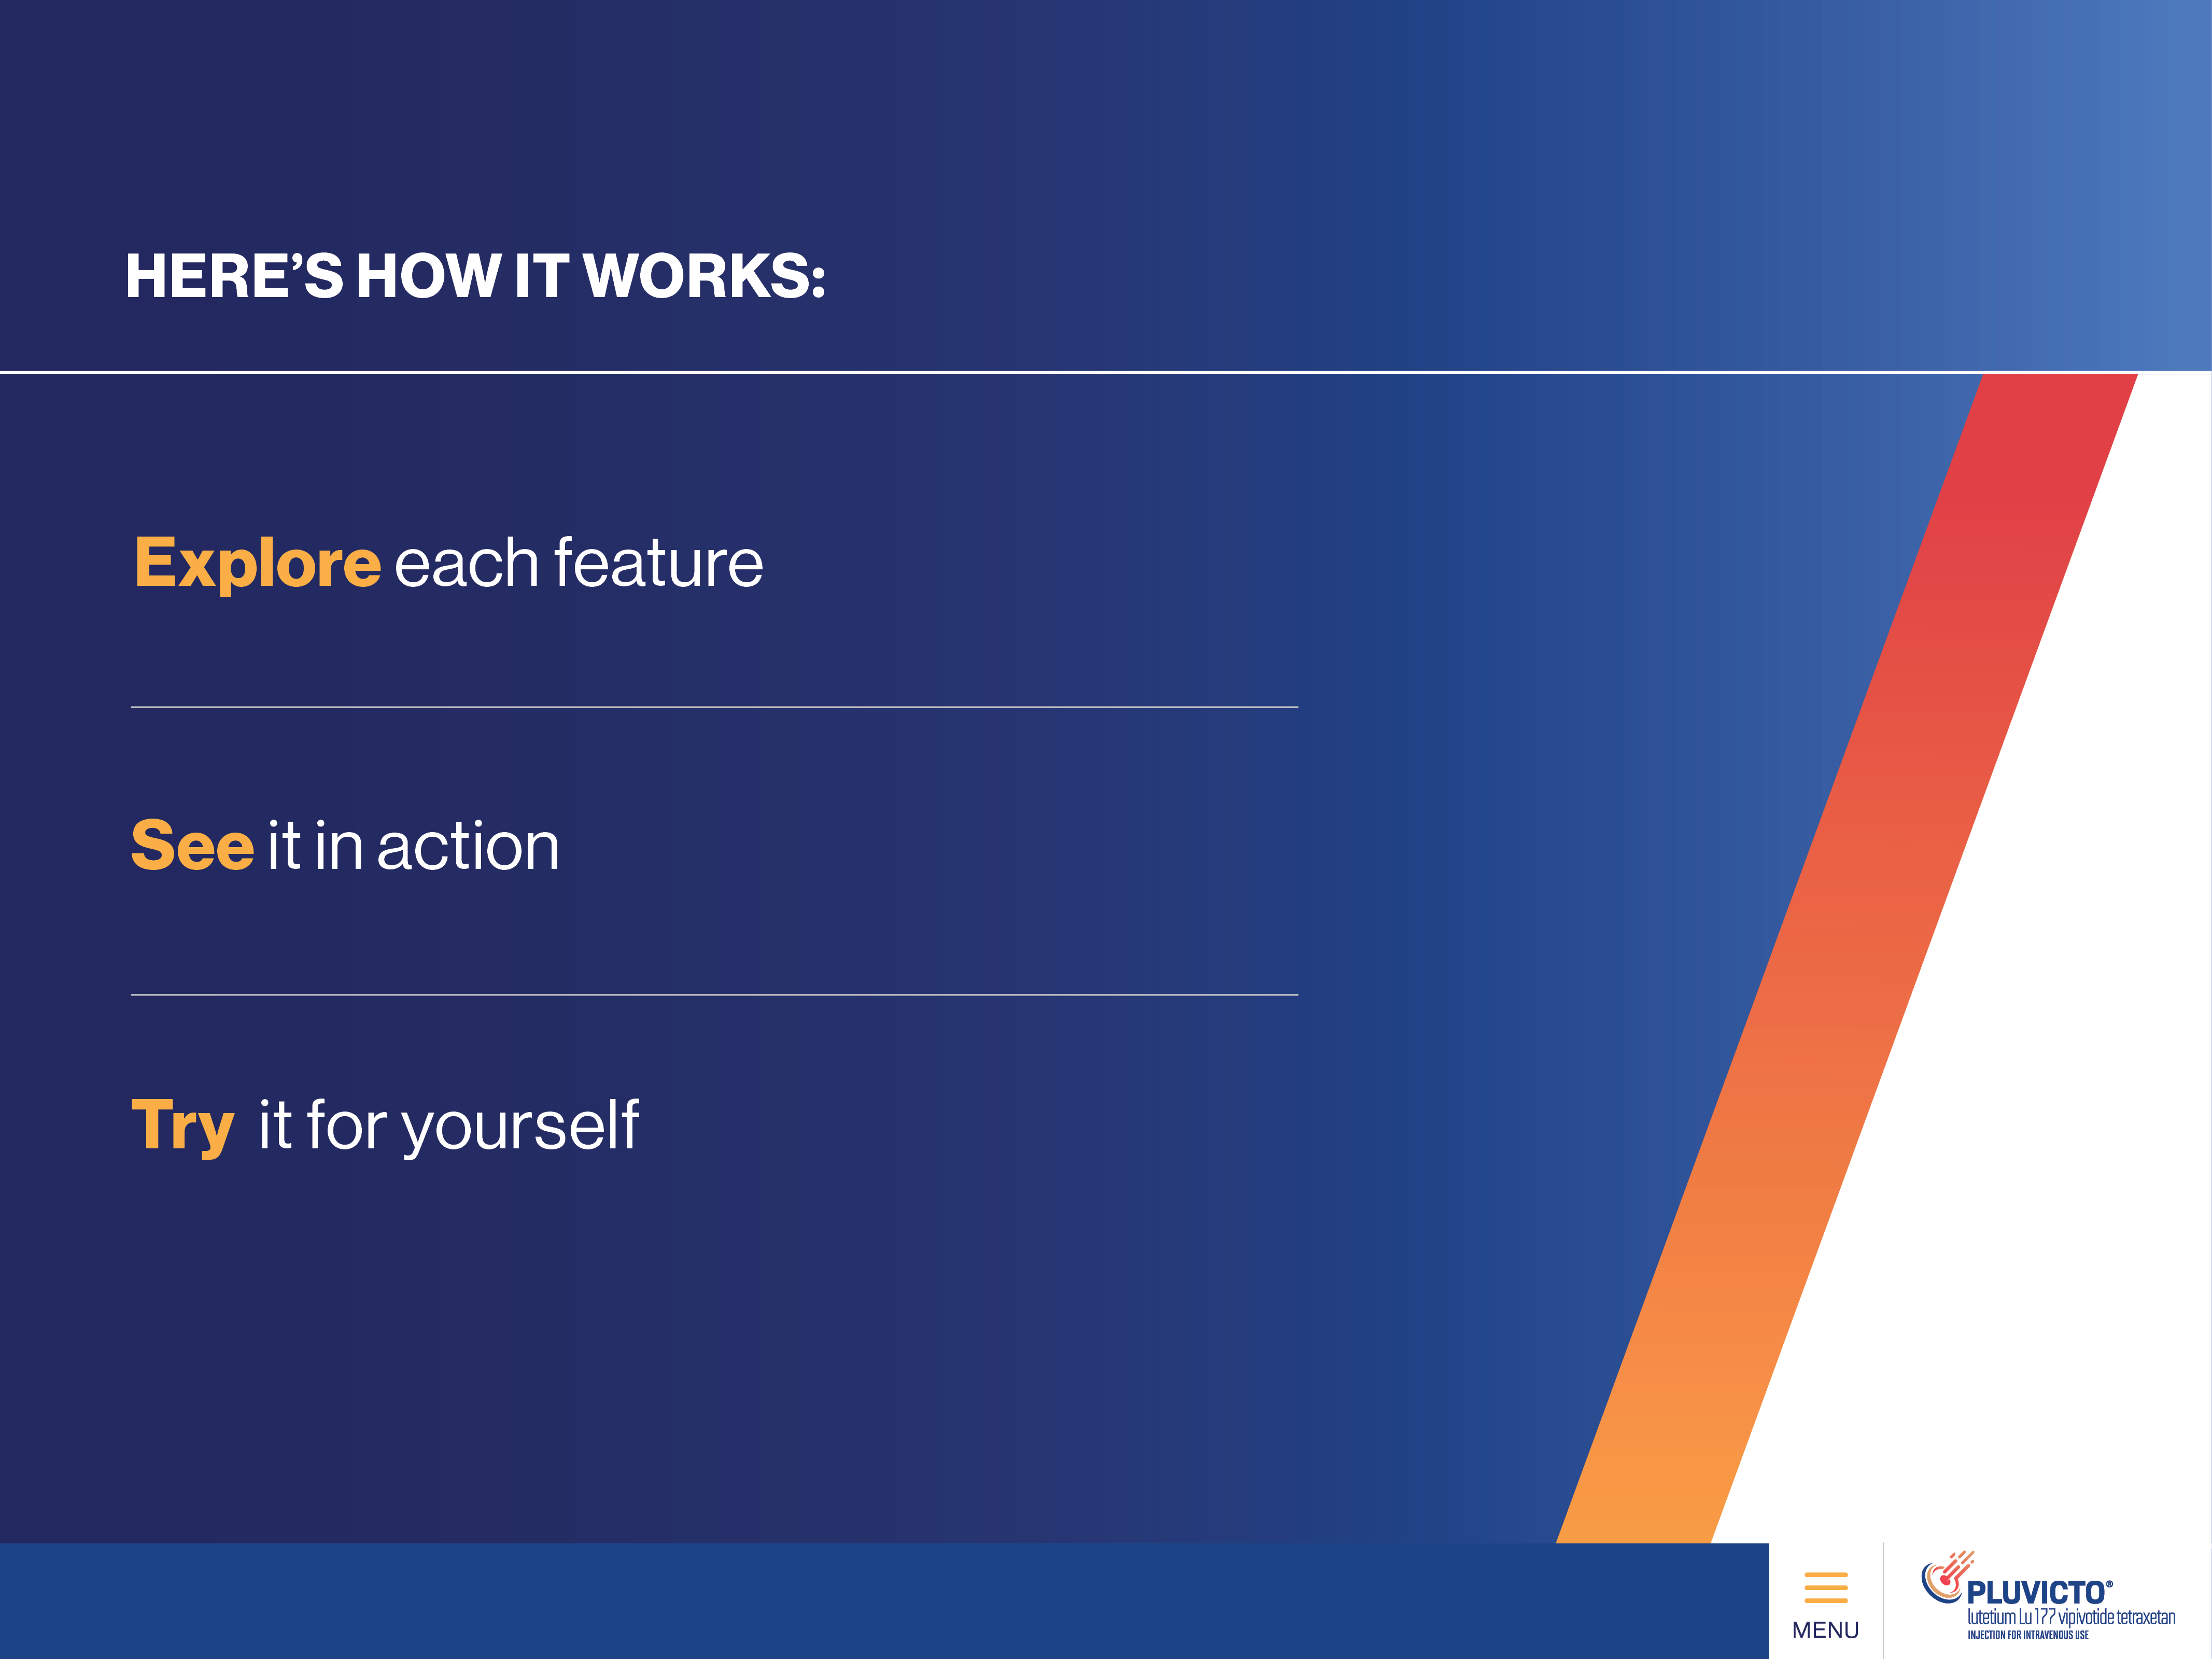 HERE’S HOW IT WORKS:
Explore each feature
See it in action
Try it for yourself
MENU
PLUVICTO®
lutetium Lu 177 vipivotide tetraxetan
INJECTION FOR INTRAVENOUS USE